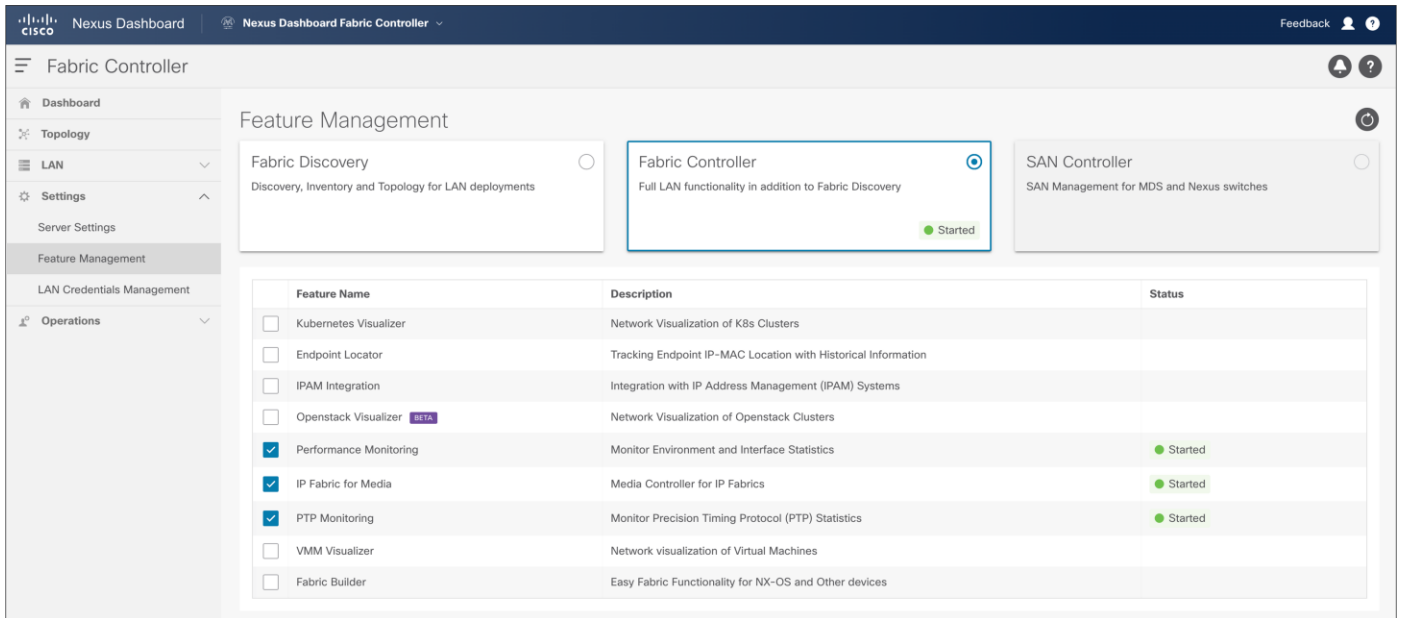 cisco Nexus Dashboard Nexus Dashboard Fabric Controller Feedback ?
Fabric Controller ?
Dashboard
Topology
LAN
Settings
Server Settings
Feature Management
LAN Credentials Management
Operations
Feature Management
Fabric Discovery
Discovery, Inventory and Topology for LAN deployments
Fabric Controller
Full LAN functionality in addition to Fabric Discovery
Started
SAN Controller
SAN Management for MDS and Nexus switches
Feature Name Description Status
Kubernetes Visualizer Network Visualization of K8s Clusters
Endpoint Locator Tracking Endpoint IP-MAC Location with Historical Information
IPAM Integration Integration with IP Address Management (IPAM) Systems
Openstack Visualizer BETA Network Visualization of Openstack Clusters
Performance Monitoring Monitor Environment and Interface Statistics Started
IP Fabric for Media Media Controller for IP Fabrics Started
PTP Monitoring Monitor Precision Timing Protocol (PTP) Statistics Started
VMM Visualizer Network visualization of Virtual Machines
Fabric Builder Easy Fabric Functionality for NX-OS and Other devices